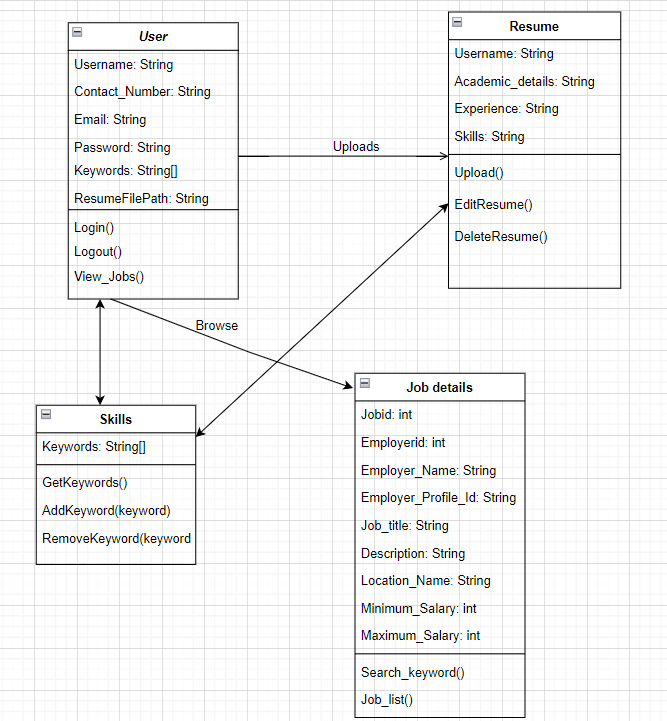 User
Username: String
Contact_Number: String
Email: String
Password: String
Keywords: String[]
ResumeFilePath: String
Login()
Logout()
View_Jobs()
Uploads
Resume
Username: String
Academic_details: String
Experience: String
Skills: String
Upload()
EditResume()
DeleteResume()
Browse
Skills
Keywords: String[]
GetKeywords()
AddKeyword(keyword)
RemoveKeyword(keyword
Job details
Jobid: int
Employerid: int
Employer_Name: String
Employer_Profile_Id: String
Job_title: String
Description: String
Location_Name: String
Minimum_Salary: int
Maximum_Salary: int
Search_keyword()
Job_list()